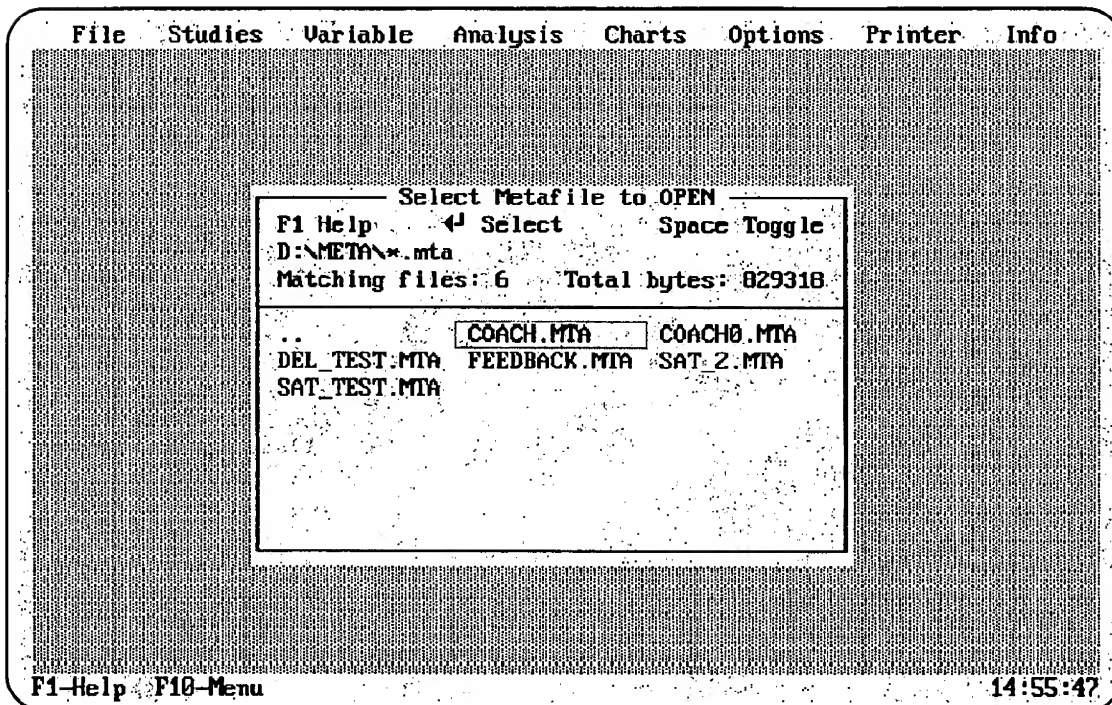 File Studies Variable Analysis Charts Options Printer Info
Select Metafile to OPEN
F1 Help ↵ Select Space Toggle
D:\META\*.mta
Matching files: 6 Total bytes: 829318
.. COACH.MTA COACH0.MTA
DEL_TEST.MTA FEEDBACK.MTA SAT_2.MTA
SAT_TEST.MTA
F1-Help F10-Menu 14:55:47